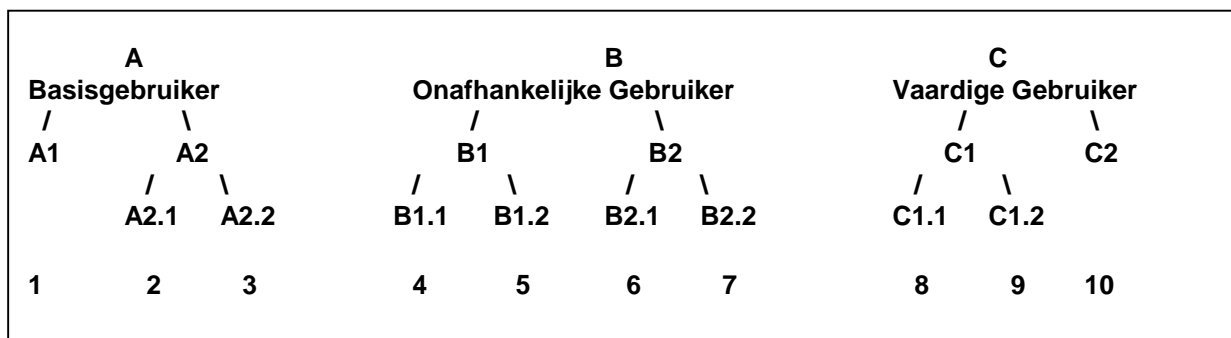 A B C
Basisgebruiker Onafhankelijke Gebruiker Vaardige Gebruiker
/ \ / \ / \
A1 A2 B1 B2 C1 C2
/ \ / \ / \ / \
A2.1 A2.2 B1.1 B1.2 B2.1 B2.2 C1.1 C1.2
1 2 3 4 5 6 7 8 9 10